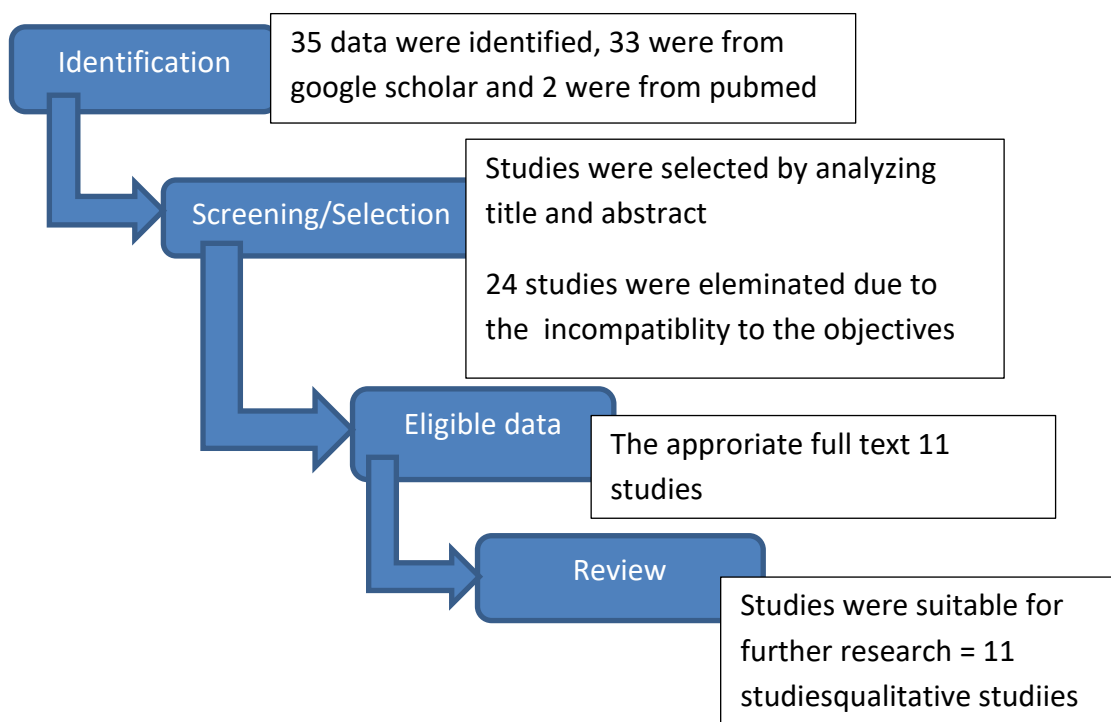 Identification
35 data were identified, 33 were from
google scholar and 2 were from pubmed
Screening/Selection
Studies were selected by analyzing
title and abstract
24 studies were eleminated due to
the incompatiblity to the objectives
Eligible data
The approriate full text 11
studies
Review
Studies were suitable for
further research = 11
studiesqualitative studiies